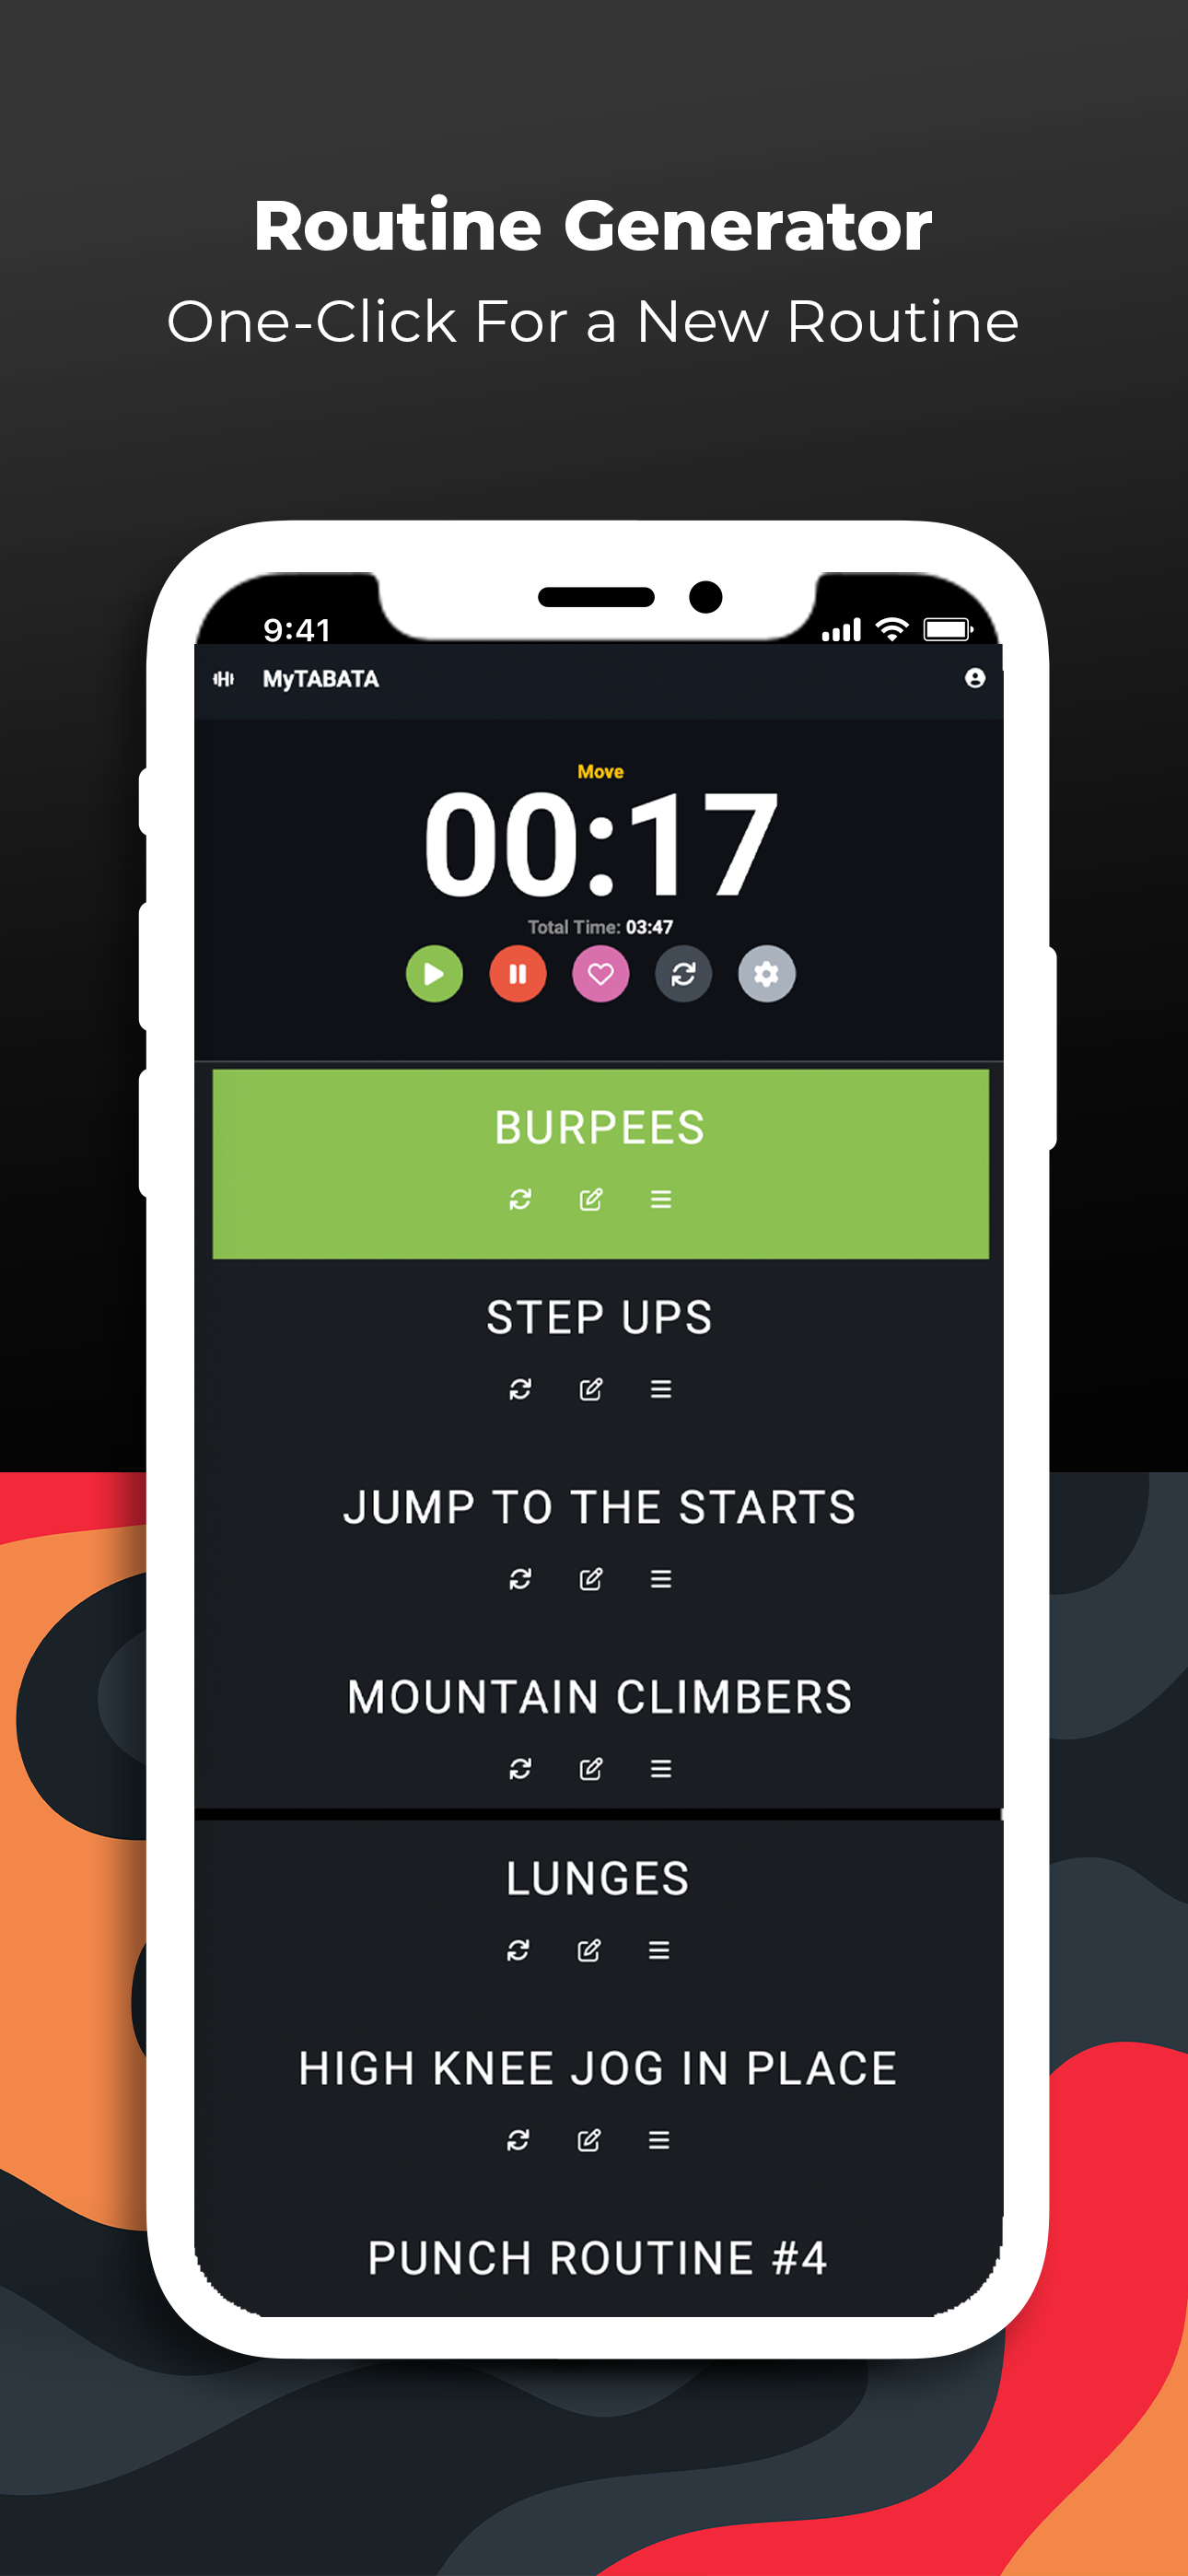 Routine Generator
One-Click For a New Routine
9:41
MyTABATA
Move
00:17
Total Time: 03:47
BURPEES
STEP UPS
JUMP TO THE STARTS
MOUNTAIN CLIMBERS
LUNGES
HIGH KNEE JOG IN PLACE
PUNCH ROUTINE #4